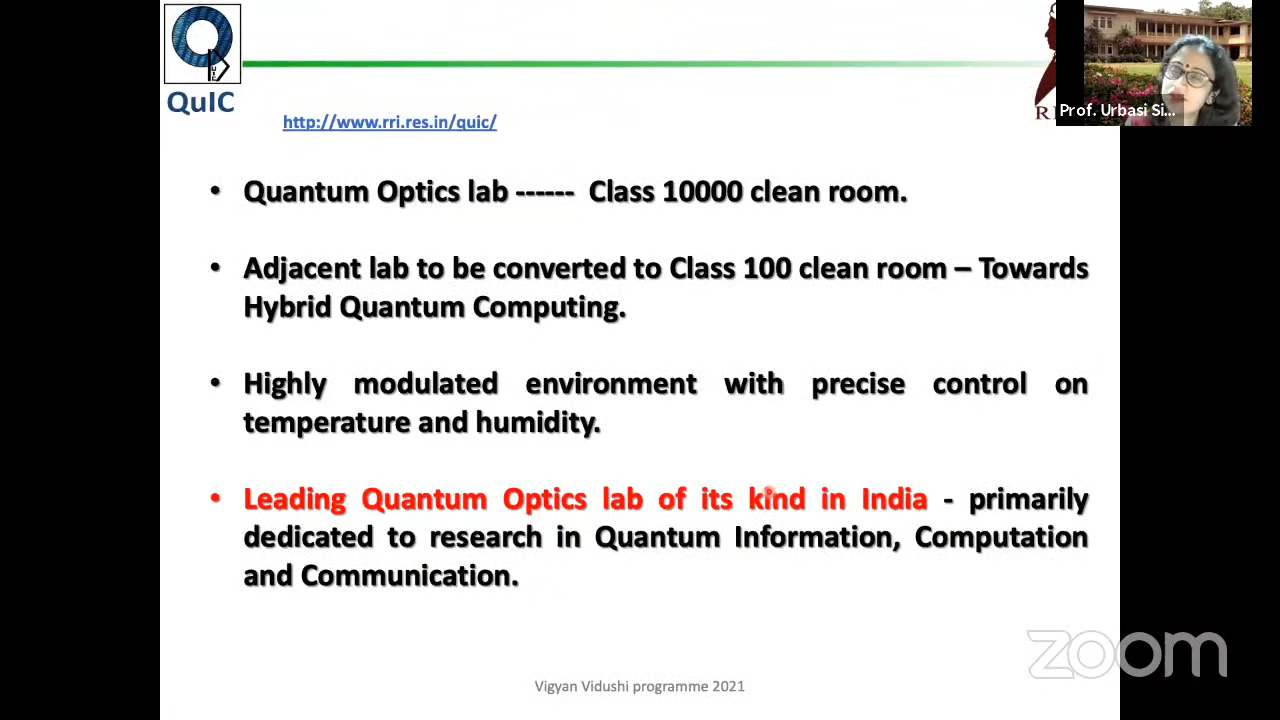 QuIC
http://www.rri.res.in/quic/
Prof. Urbasi Si...
• Quantum Optics lab ------ Class 10000 clean room.
• Adjacent lab to be converted to Class 100 clean room – Towards
Hybrid Quantum Computing.
• Highly modulated environment with precise control on
temperature and humidity.
• Leading Quantum Optics lab of its kind in India - primarily
dedicated to research in Quantum Information, Computation
and Communication.
zoom
Vigyan Vidushi programme 2021